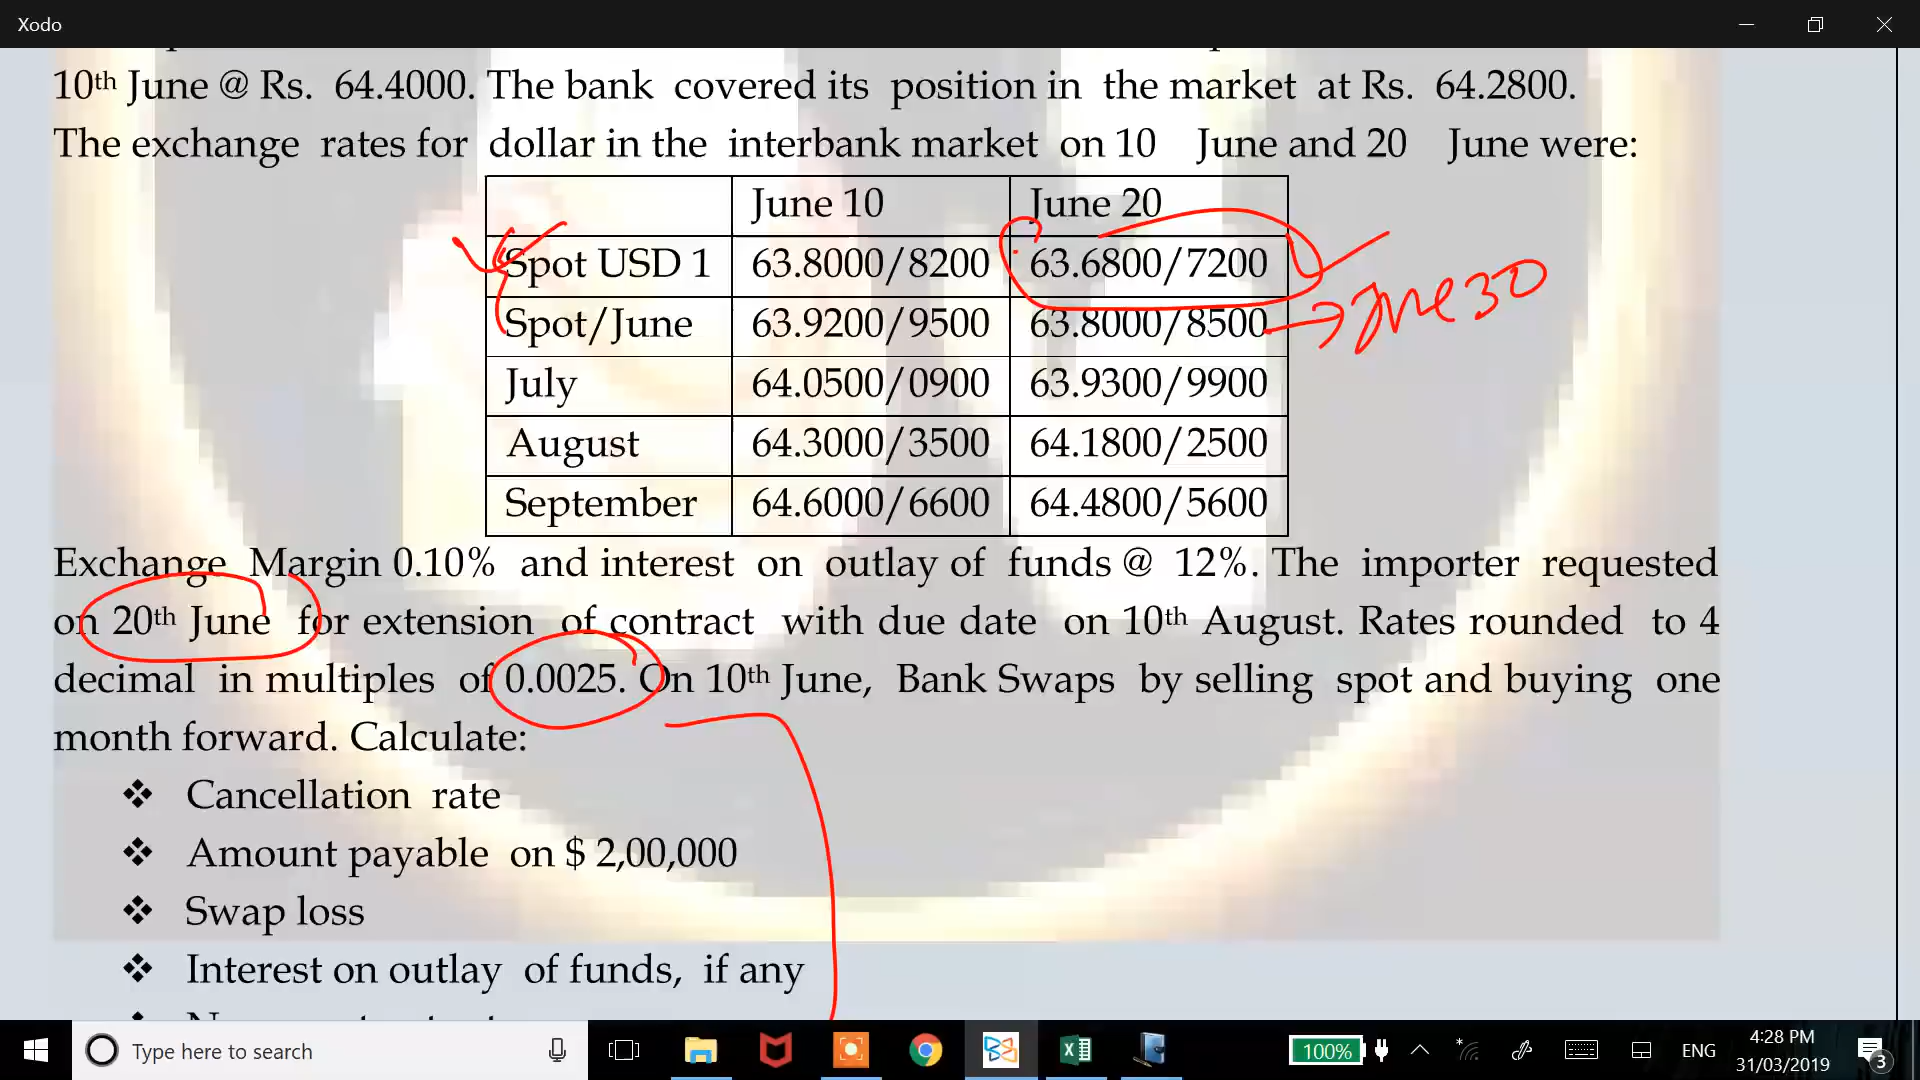 Xodo
10th June @ Rs. 64.4000. The bank covered its position in the market at Rs. 64.2800.
The exchange rates for dollar in the interbank market on 10 June and 20 June were:
June 10 June 20
Spot USD 1 63.8000/8200 63.6800/7200
Spot/June 63.9200/9500 63.8000/8500 June 30
July 64.0500/0900 63.9300/9900
August 64.3000/3500 64.1800/2500
September 64.6000/6600 64.4800/5600
Exchange Margin 0.10% and interest on outlay of funds @ 12%. The importer requested
on 20th June for extension of contract with due date on 10th August. Rates rounded to 4
decimal in multiples of 0.0025. On 10th June, Bank Swaps by selling spot and buying one
month forward. Calculate:
❖ Cancellation rate
❖ Amount payable on $ 2,00,000
❖ Swap loss
❖ Interest on outlay of funds, if any
Type here to search
100%
ENG
4:28 PM
31/03/2019
3